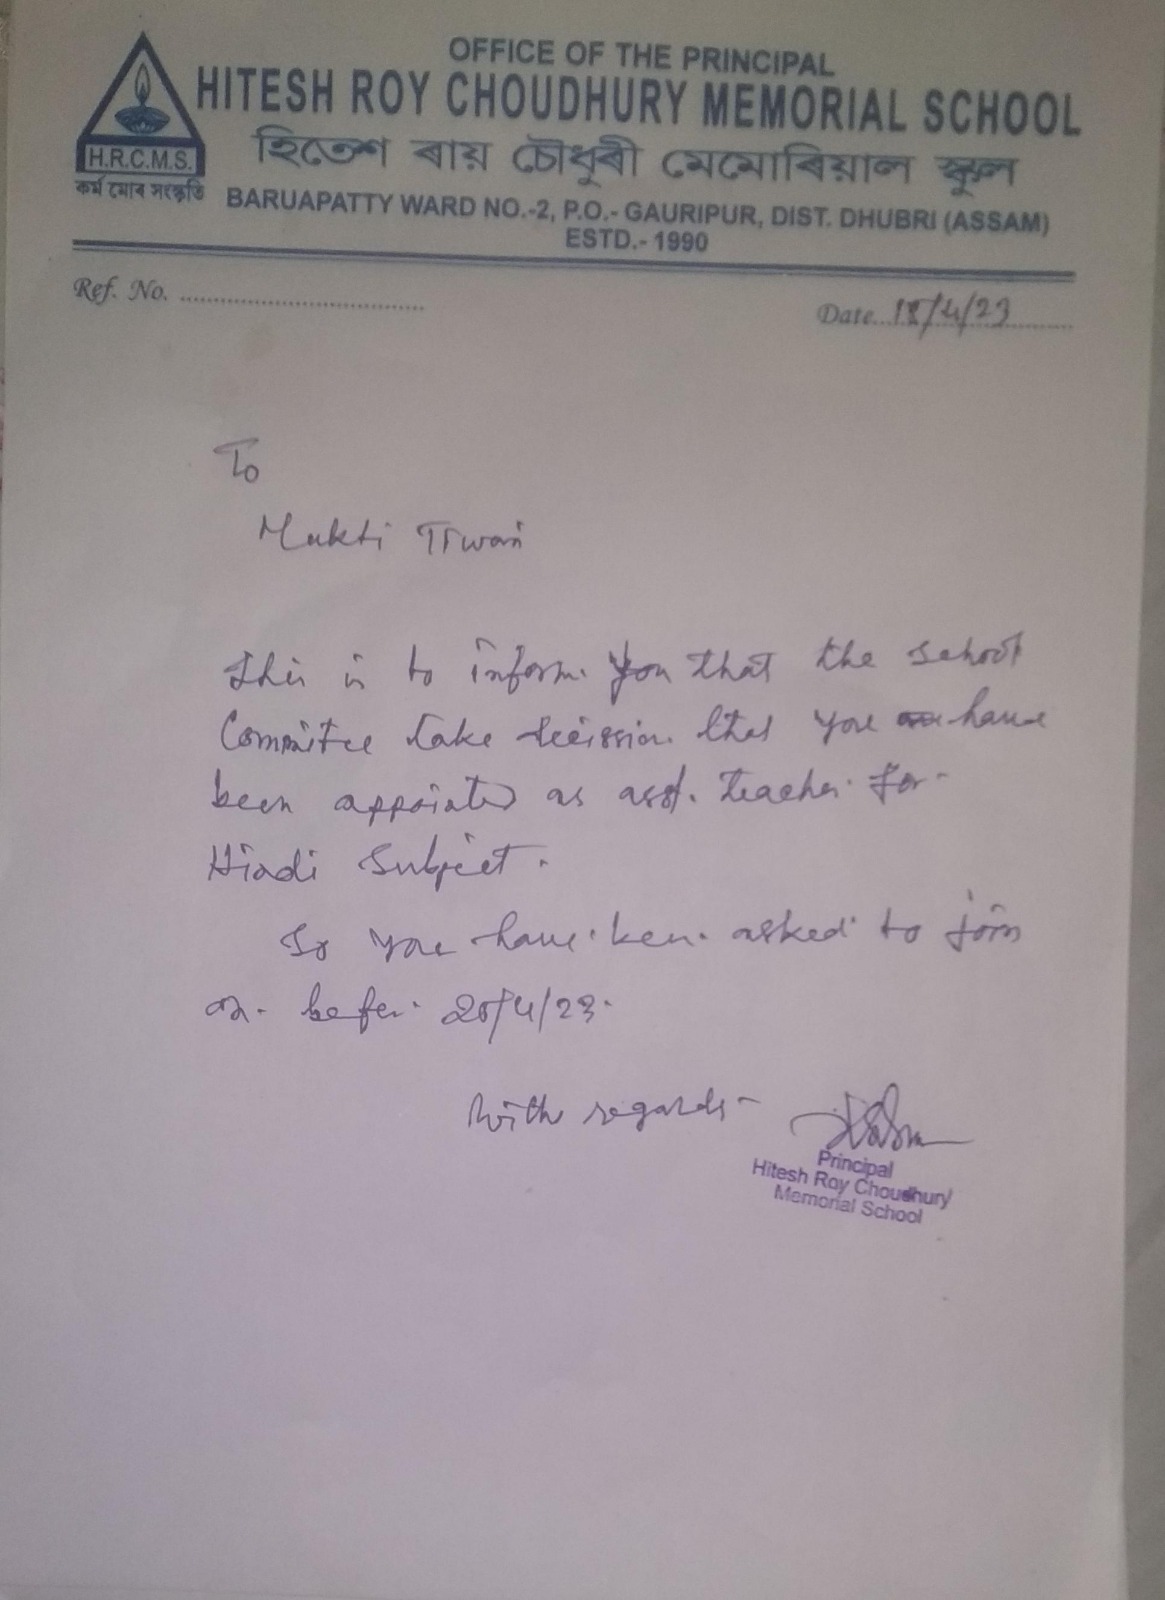 OFFICE OF THE PRINCIPAL
HITESH ROY CHOUDHURY MEMORIAL SCHOOL
হিতেশ ৰায় চৌধুৰী মেমোৰিয়াল স্কুল
H.R.C.M.S.
কৰ্ম মোৰ সংস্কৃতি
BARUAPATTY WARD NO.-2, P.O.- GAURIPUR, DIST. DHUBRI (ASSAM)
ESTD.- 1990
Ref. No. ....................................
Date 18/4/23
To
Mukti Tiwari
This is to inform you that the school
Committee take decission that you have
been appointed as asst. teacher for
Hindi Subject.
So you have been asked to join
on befor 20/4/23.
With regards-
Principal
Hitesh Roy Choudhury
Memorial School